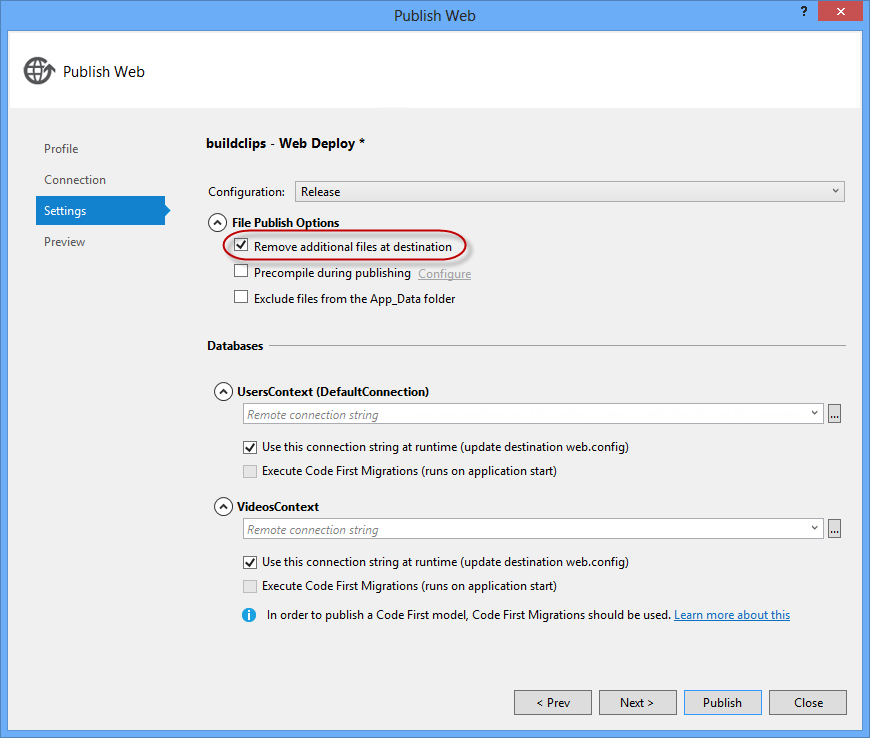 Publish Web
?
Publish Web
Profile
Connection
Settings
Preview
buildclips - Web Deploy *
Configuration: Release
File Publish Options
Remove additional files at destination
Precompile during publishing Configure
Exclude files from the App_Data folder
Databases
UsersContext (DefaultConnection)
Remote connection string ...
Use this connection string at runtime (update destination web.config)
Execute Code First Migrations (runs on application start)
VideosContext
Remote connection string ...
Use this connection string at runtime (update destination web.config)
Execute Code First Migrations (runs on application start)
In order to publish a Code First model, Code First Migrations should be used. Learn more about this
< Prev Next > Publish Close